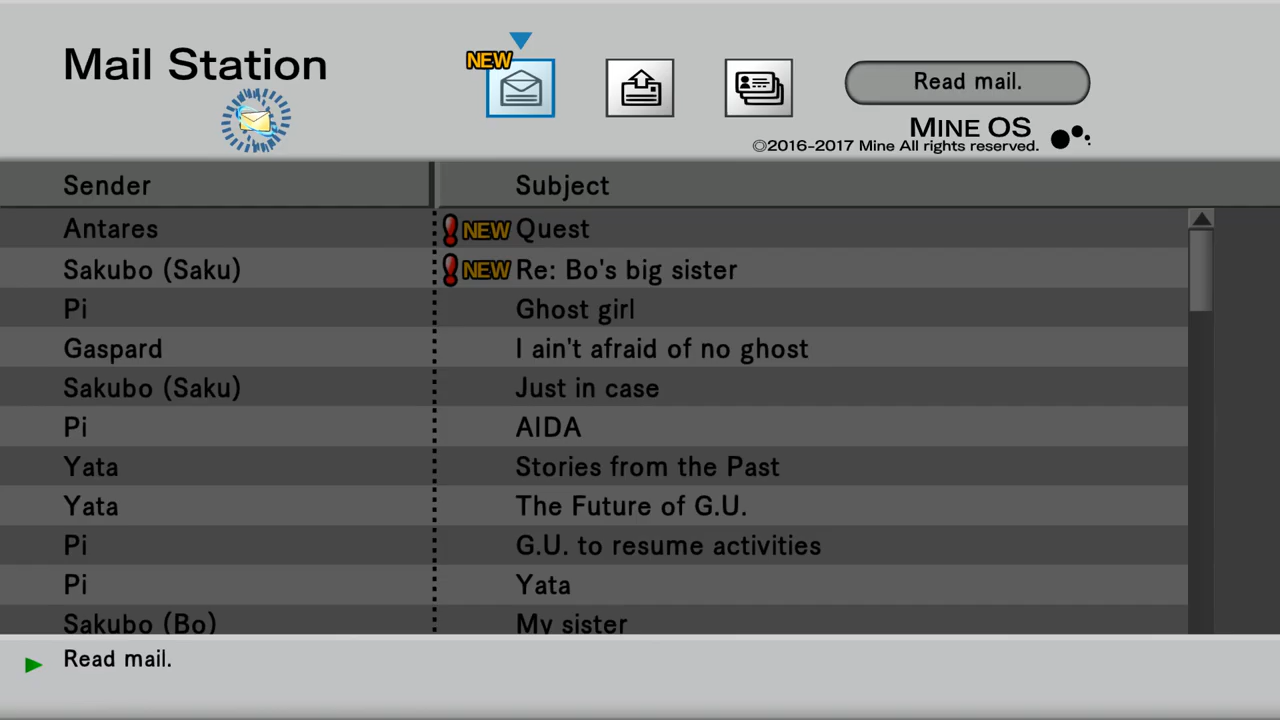 Mail Station
NEW
Read mail.
MINE OS
©2016-2017 Mine All rights reserved.
Sender Subject
Antares NEW Quest
Sakubo (Saku) NEW Re: Bo's big sister
Pi Ghost girl
Gaspard I ain't afraid of no ghost
Sakubo (Saku) Just in case
Pi AIDA
Yata Stories from the Past
Yata The Future of G.U.
Pi G.U. to resume activities
Pi Yata
Sakubo (Bo) My sister
Read mail.